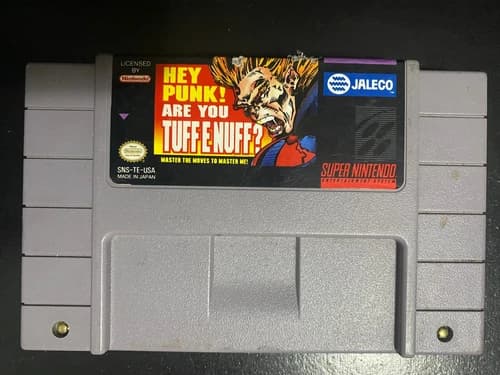 LICENSED
BY
Nintendo
HEY
PUNK!
ARE YOU
TUFF E NUFF?
MASTER THE MOVES TO MASTER ME!
JALECO
SNS-TE-USA
MADE IN JAPAN
SUPER NINTENDO
ENTERTAINMENT SYSTEM